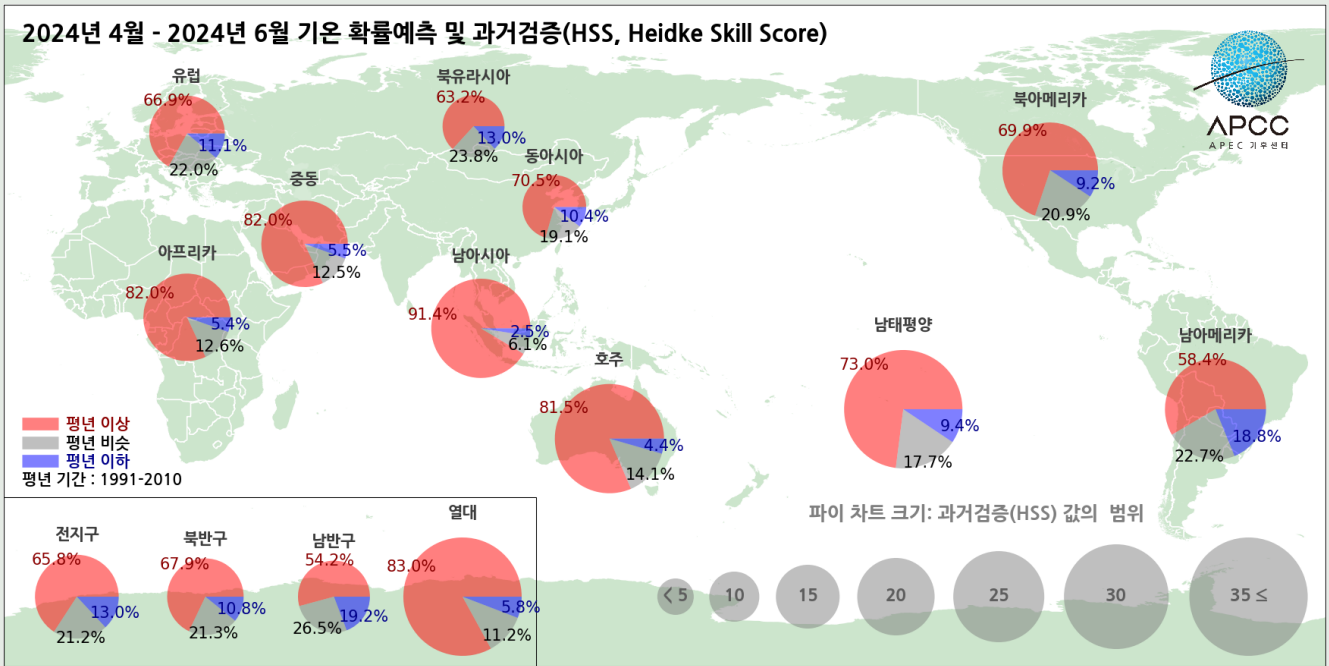 2024년 4월 - 2024년 6월 기온 확률예측 및 과거검증(HSS, Heidke Skill Score)
APCC
APEC 기후센터
유럽
66.9%
11.1%
22.0%
북유라시아
63.2%
13.0%
23.8%
동아시아
70.5%
10.4%
19.1%
북아메리카
69.9%
9.2%
20.9%
중동
82.0%
5.5%
12.5%
아프리카
82.0%
5.4%
12.6%
남아시아
91.4%
2.5%
6.1%
호주
81.5%
4.4%
14.1%
남태평양
73.0%
9.4%
17.7%
남아메리카
58.4%
18.8%
22.7%
평년 이상
평년 비슷
평년 이하
평년 기간 : 1991-2010
전지구
65.8%
13.0%
21.2%
북반구
67.9%
10.8%
21.3%
남반구
54.2%
19.2%
26.5%
열대
83.0%
5.8%
11.2%
파이 차트 크기: 과거검증(HSS) 값의 범위
< 5
10
15
20
25
30
35 ≤